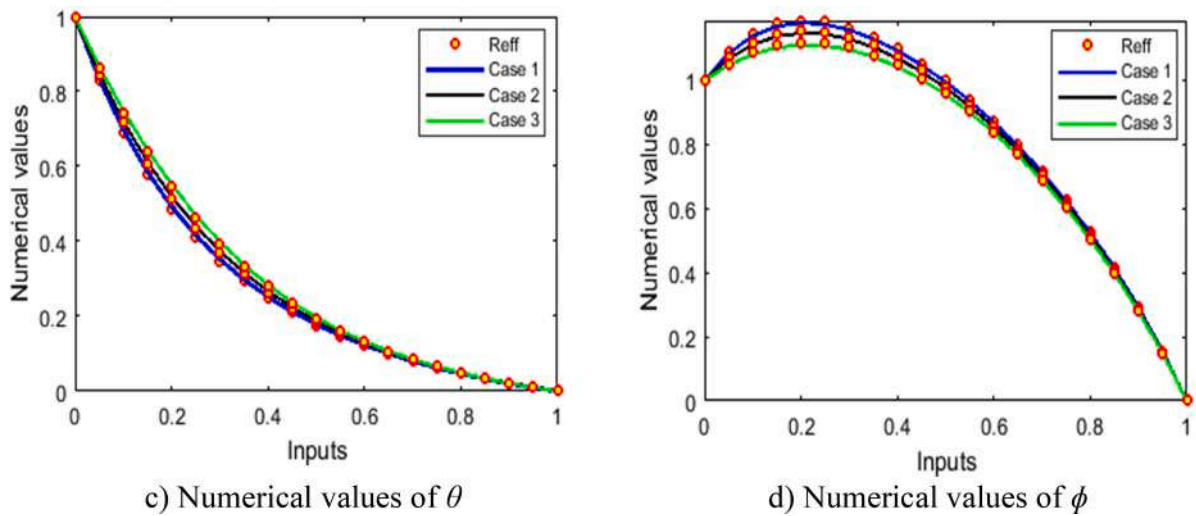 1
0.8
0.6
0.4
0.2
0
Numerical values
Reff
Case 1
Case 2
Case 3
0 0.2 0.4 0.6 0.8 1
Inputs
c) Numerical values of θ
1
0.8
0.6
0.4
0.2
0
Numerical values
Reff
Case 1
Case 2
Case 3
0 0.2 0.4 0.6 0.8 1
Inputs
d) Numerical values of ϕ